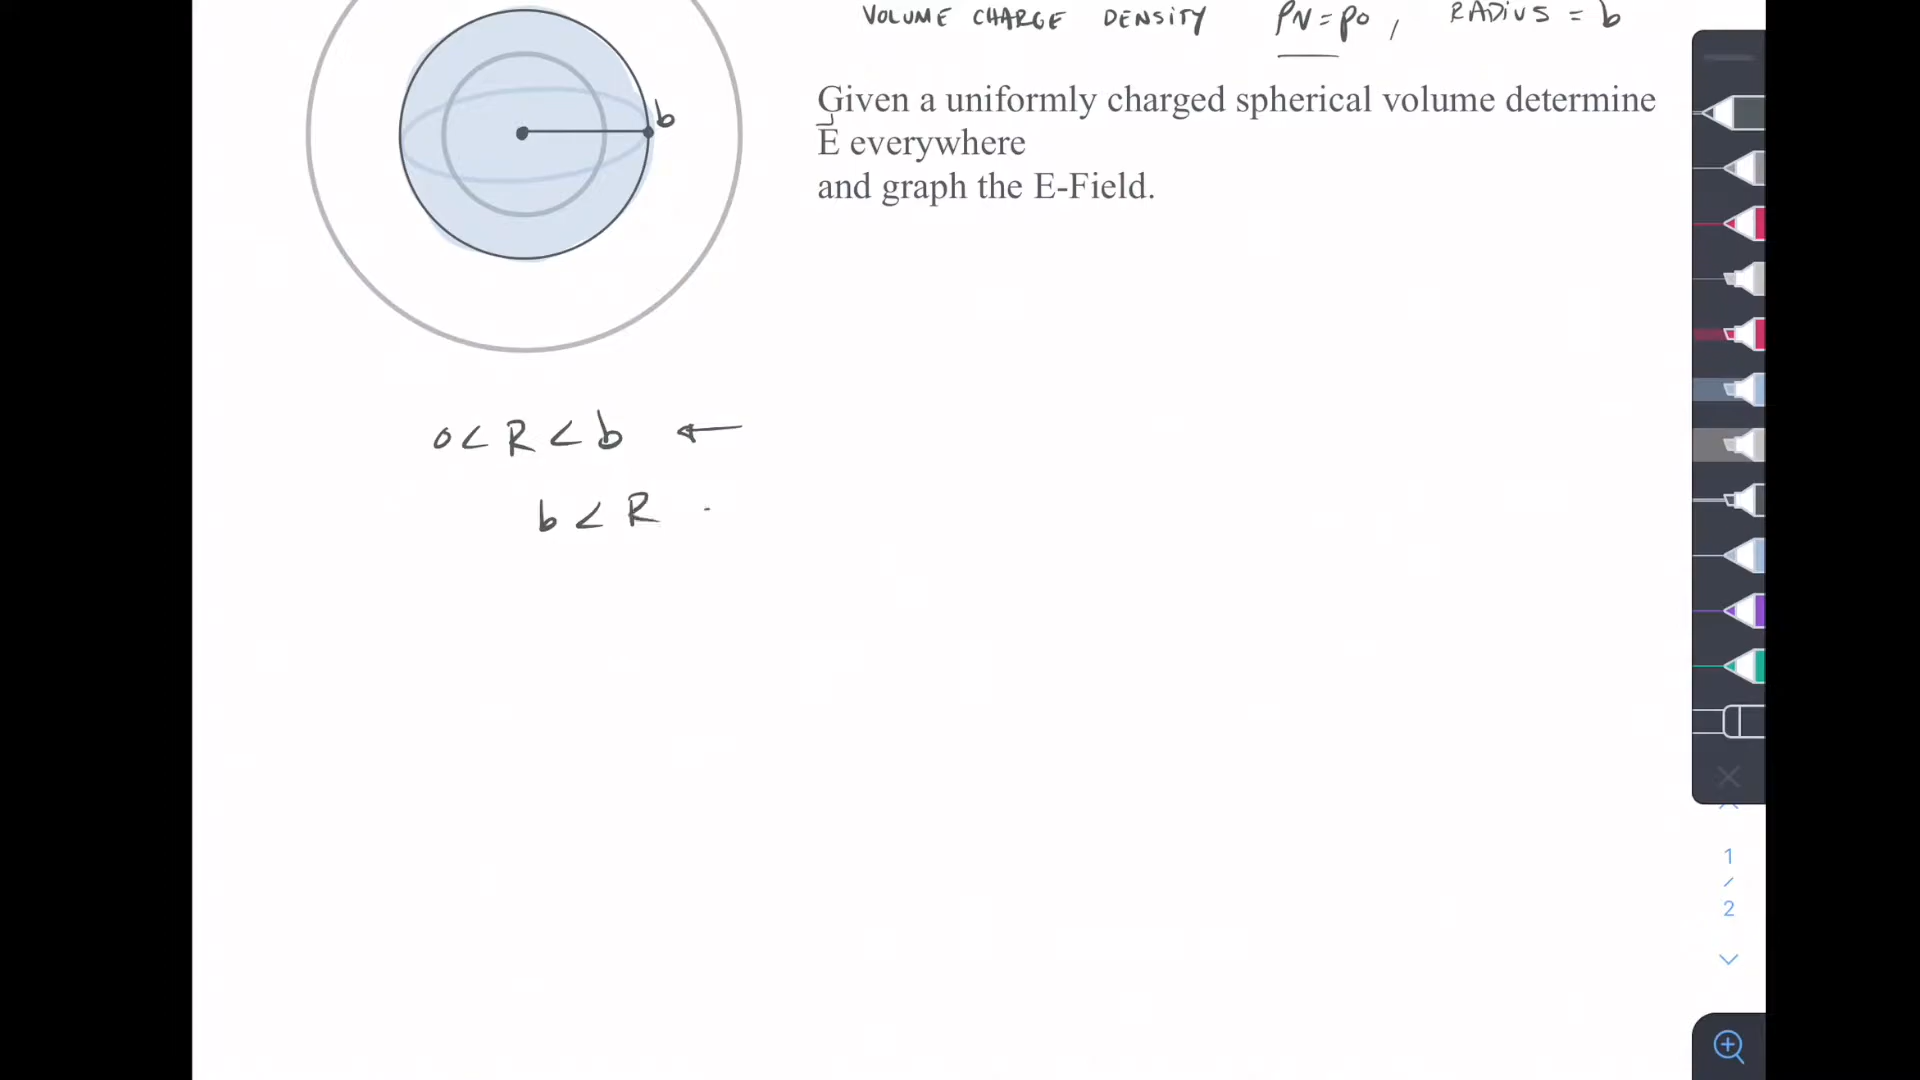 VOLUME CHARGE DENSITY ρV = ρ0, RADIUS = b
b
Given a uniformly charged spherical volume determine
E everywhere
and graph the E-Field.
0 < R < b ←
b < R
1
/
2